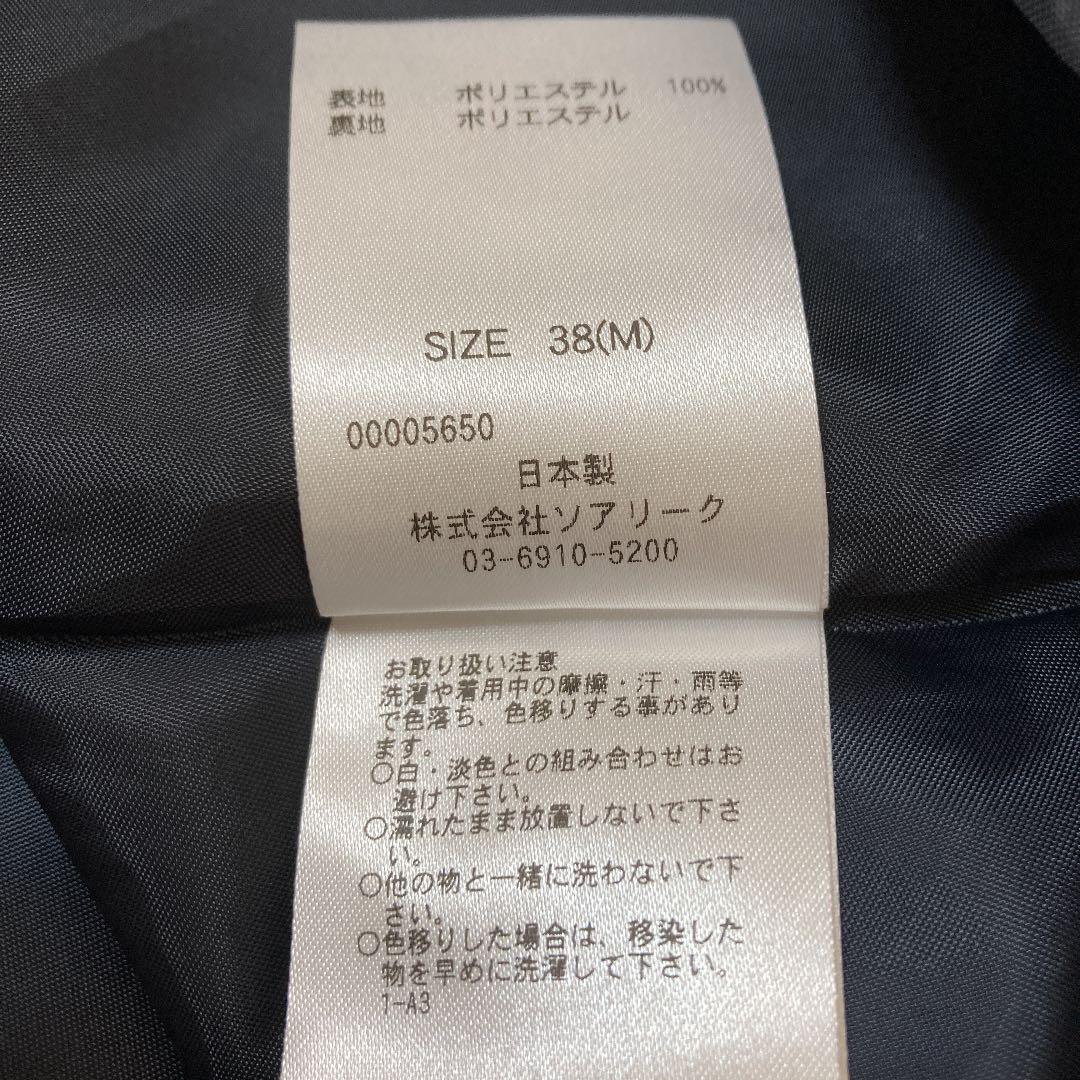 表地 ポリエステル 100%
裏地 ポリエステル
SIZE 38(M)
00005650
日本製
株式会社ソアリーク
03-6910-5200
お取り扱い注意
洗濯や着用中の摩擦・汗・雨等
で色落ち、色移りする事があり
ます。
○白・淡色との組み合わせはお
避け下さい。
○濡れたまま放置しないで下さ
い。
○他の物と一緒に洗わないで下
さい。
○色移りした場合は、移染した
物を早めに洗濯して下さい。
1-A3